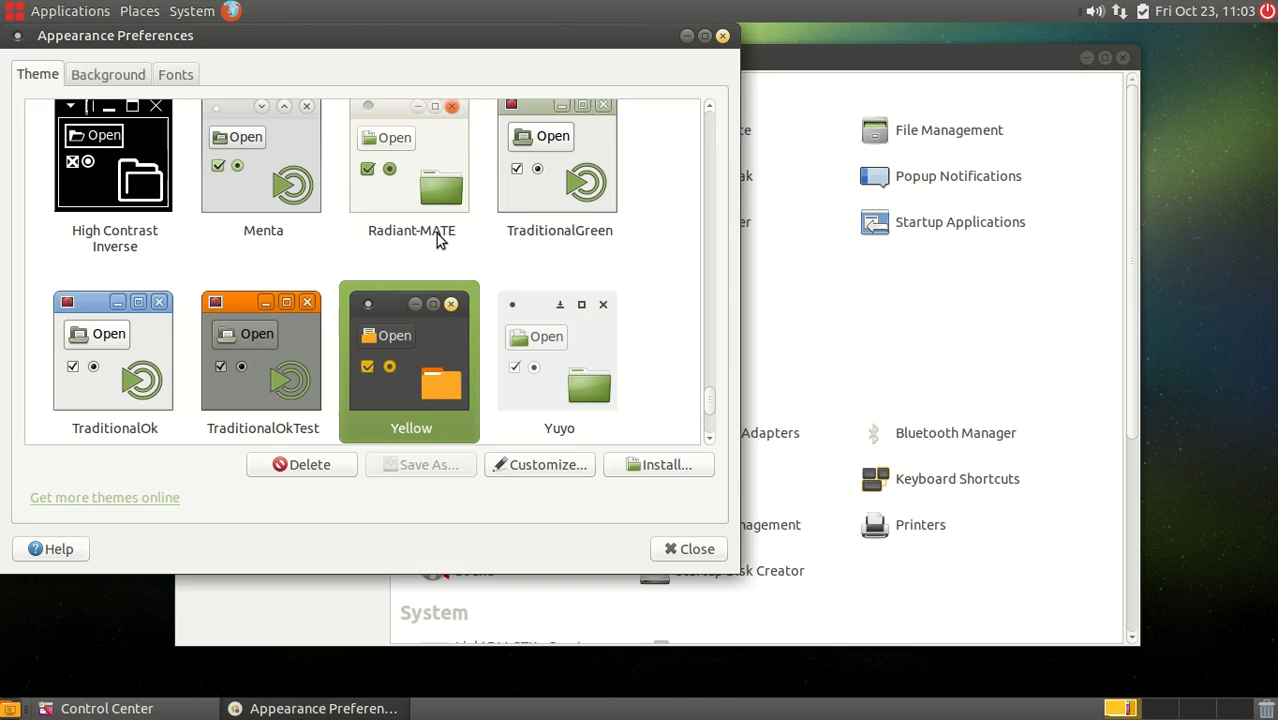 Applications Places System Fri Oct 23, 11:03
Appearance Preferences
Theme Background Fonts
Open Open Open Open
High Contrast Inverse
Menta
Radiant-MATE
TraditionalGreen
Open Open Open Open
TraditionalOk
TraditionalOkTest
Yellow
Yuyo
Delete Save As... Customize... Install...
Get more themes online
Help Close
File Management
Popup Notifications
Startup Applications
Adapters
Bluetooth Manager
Keyboard Shortcuts
Printers
Startup Disk Creator
System
Control Center Appearance Preferen...